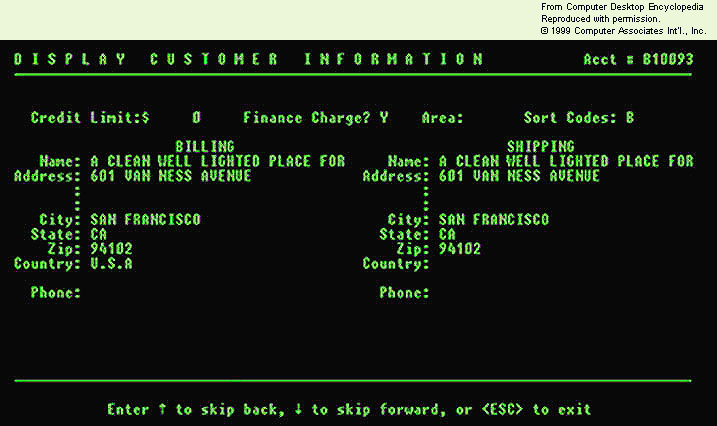 From Computer Desktop Encyclopedia
Reproduced with permission.
© 1999 Computer Associates Int'l., Inc.
DISPLAY CUSTOMER INFORMATION Acct # B10093
Credit Limit:$ 0 Finance Charge? Y Area: Sort Codes: B
BILLING SHIPPING
Name: A CLEAN WELL LIGHTED PLACE FOR Name: A CLEAN WELL LIGHTED PLACE FOR
Address: 601 VAN NESS AVENUE Address: 601 VAN NESS AVENUE
: :
: :
City: SAN FRANCISCO City: SAN FRANCISCO
State: CA State: CA
Zip: 94102 Zip: 94102
Country: U.S.A Country:
Phone: Phone:
Enter ↑ to skip back, ↓ to skip forward, or <ESC> to exit